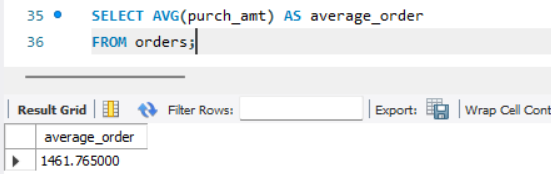 35 SELECT AVG(purch_amt) AS average_order
36 FROM orders;
Result Grid Filter Rows: Export: Wrap Cell Cont
average_order
1461.765000